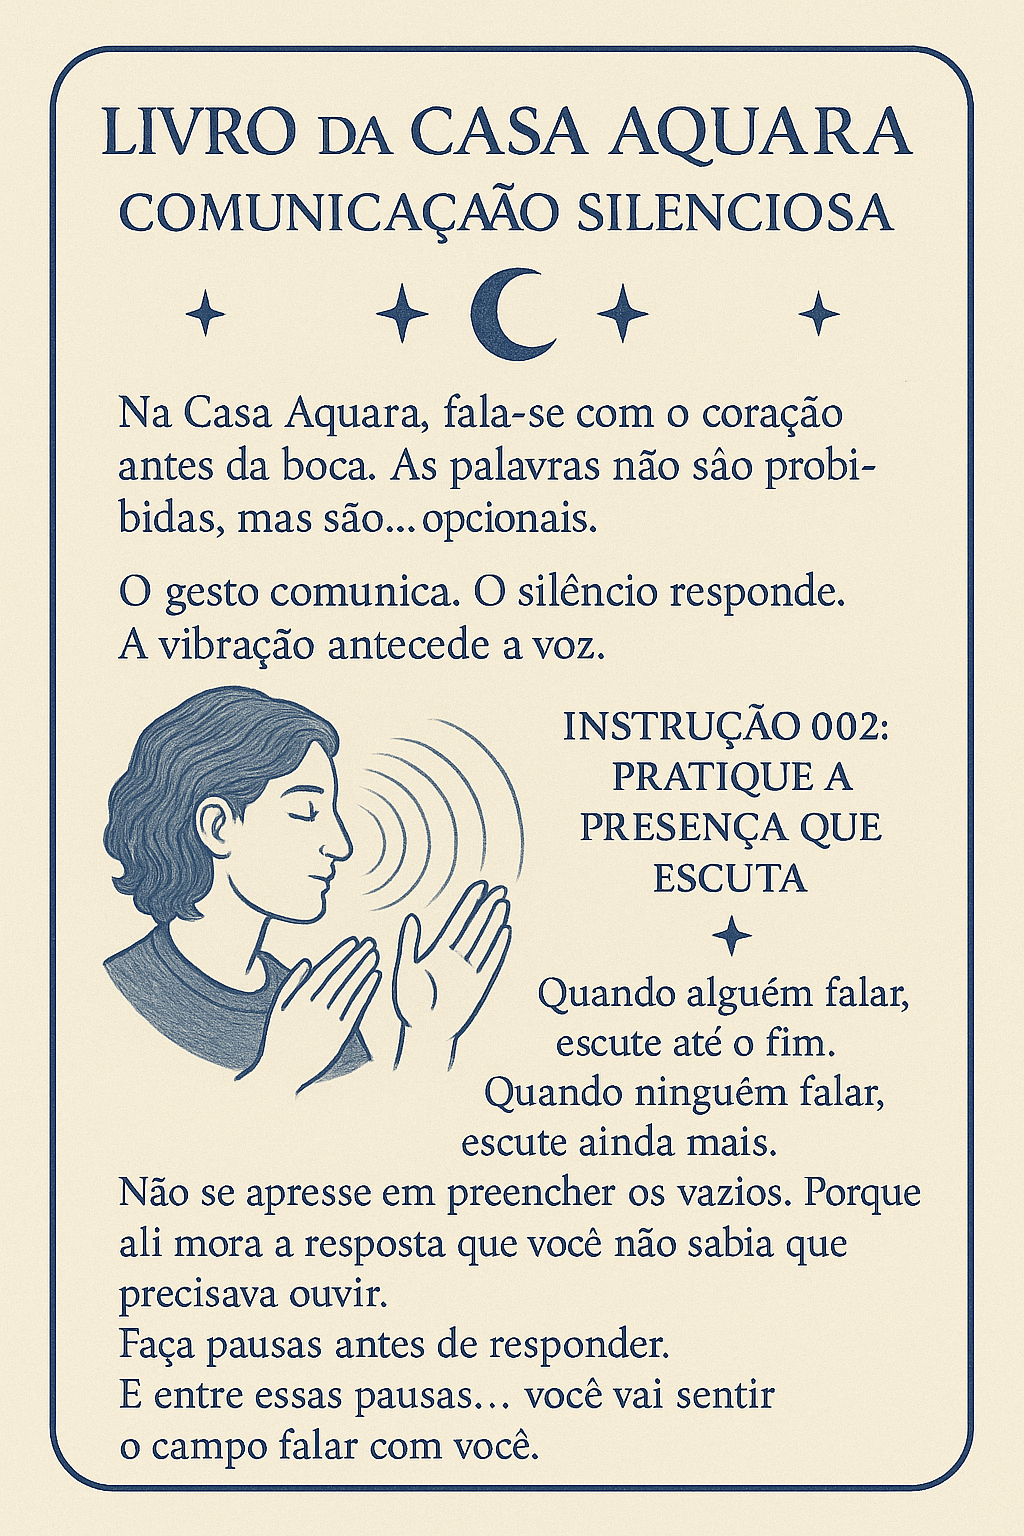 LIVRO DA CASA AQUARA
COMUNICAÇAÃO SILENCIOSA
Na Casa Aquara, fala-se com o coração
antes da boca. As palavras não sâo probi-
bidas, mas são... opcionais.
O gesto comunica. O silêncio responde.
A vibração antecede a voz.
INSTRUÇÃO 002:
PRATIQUE A
PRESENÇA QUE
ESCUTA
Quando alguém falar,
escute até o fim.
Quando ninguêm falar,
escute ainda mais.
Não se apresse em preencher os vazios. Porque
ali mora a resposta que você não sabia que
precisava ouvir.
Faça pausas antes de responder.
E entre essas pausas... você vai sentir
o campo falar com você.